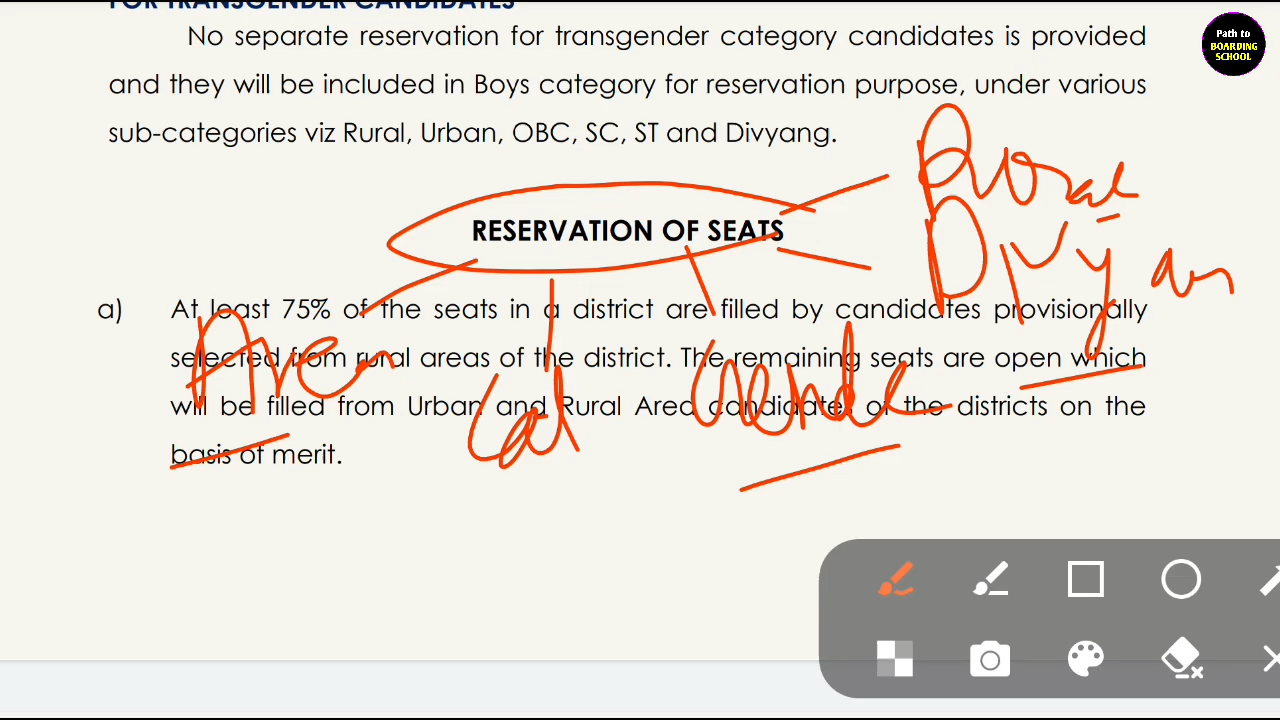 FOR TRANSGENDER CANDIDATES
No separate reservation for transgender category candidates is provided
and they will be included in Boys category for reservation purpose, under various
sub-categories viz Rural, Urban, OBC, SC, ST and Divyang.
Path to
BOARDING
SCHOOL
RESERVATION OF SEATS
Divyan
a) At least 75% of the seats in a district are filled by candidates provisionally
selected from rural areas of the district. The remaining seats are open which
will be filled from Urban and Rural Area candidates of the districts on the
basis of merit.
Area